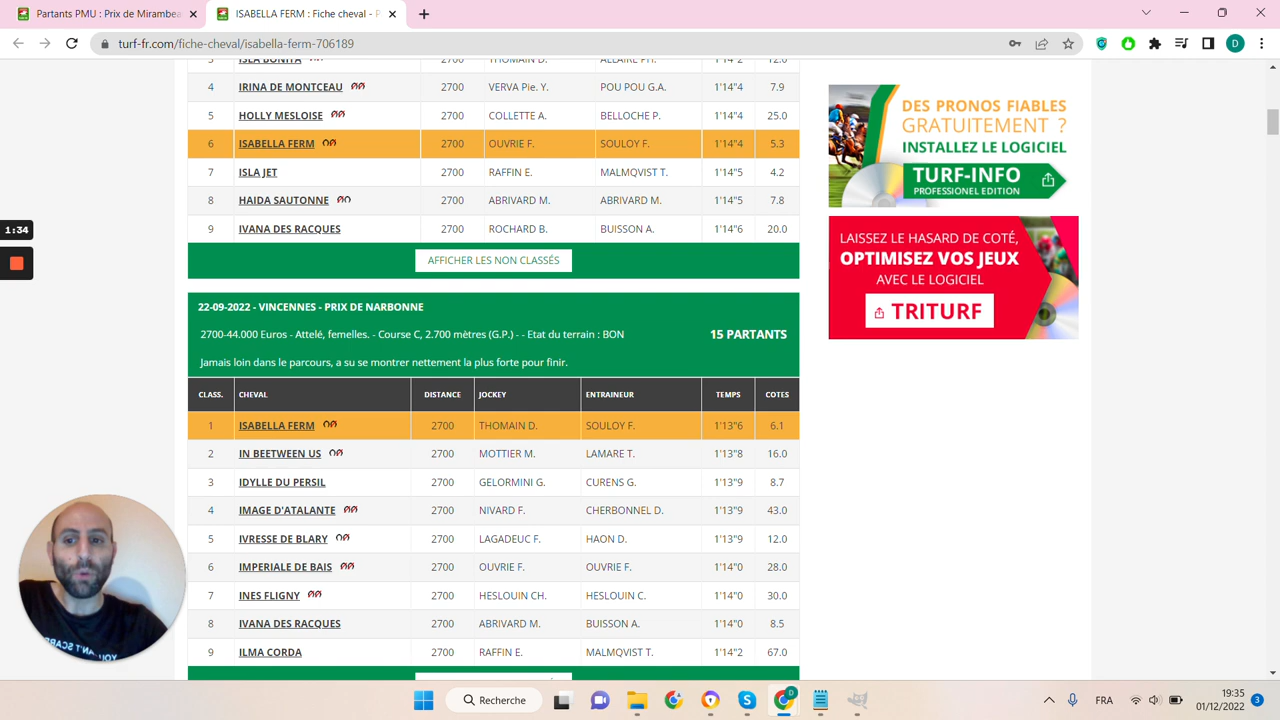 Partants PMU : Prix de Mirambea
ISABELLA FERM : Fiche cheval - P
turf-fr.com/fiche-cheval/isabella-ferm-706189
D
3 ISLA BONITA 2700 THOMAIN D. ALLAIRE PH. 1'14"2 12.0
4 IRINA DE MONTCEAU 2700 VERVA Pie. Y. POU POU G.A. 1'14"4 7.9
5 HOLLY MESLOISE 2700 COLLETTE A. BELLOCHE P. 1'14"4 25.0
6 ISABELLA FERM 2700 OUVRIE F. SOULOY F. 1'14"4 5.3
7 ISLA JET 2700 RAFFIN E. MALMQVIST T. 1'14"5 4.2
8 HAIDA SAUTONNE 2700 ABRIVARD M. ABRIVARD M. 1'14"6 7.8
9 IVANA DES RACQUES 2700 ROCHARD B. BUISSON A. 1'14"6 20.0
AFFICHER LES NON CLASSÉS
22-09-2022 - VINCENNES - PRIX DE NARBONNE
2700-44.000 Euros - Attelé, femelles. - Course C, 2.700 mètres (G.P.) - - Etat du terrain : BON
15 PARTANTS
Jamais loin dans le parcours, a su se montrer nettement la plus forte pour finir.
CLASS. CHEVAL DISTANCE JOCKEY ENTRAINEUR TEMPS COTES
1 ISABELLA FERM 2700 THOMAIN D. SOULOY F. 1'13"6 6.1
2 IN BEETWEEN US 2700 MOTTIER M. LAMARE T. 1'13"8 16.0
3 IDYLLE DU PERSIL 2700 GELORMINI G. CURENS G. 1'13"9 8.7
4 IMAGE D'ATALANTE 2700 NIVARD F. CHERBONNEL D. 1'13"9 43.0
5 IVRESSE DE BLARY 2700 LAGADEUC F. HAON D. 1'13"9 12.0
6 IMPERIALE DE BAIS 2700 OUVRIE F. OUVRIE F. 1'14"0 28.0
7 INES FLIGNY 2700 HESLOUIN CH. HESLOUIN C. 1'14"0 30.0
8 IVANA DES RACQUES 2700 ABRIVARD M. BUISSON A. 1'14"0 8.5
9 ILMA CORDA 2700 RAFFIN E. MALMQVIST T. 1'14"2 67.0
DES PRONOS FIABLES
GRATUITEMENT ?
INSTALLEZ LE LOGICIEL
TURF-INFO
PROFESSIONEL EDITION
LAISSEZ LE HASARD DE COTÉ,
OPTIMISEZ VOS JEUX
AVEC LE LOGICIEL
TRITURF
1:34
Recherche
D
FRA
19:35
01/12/2022
3